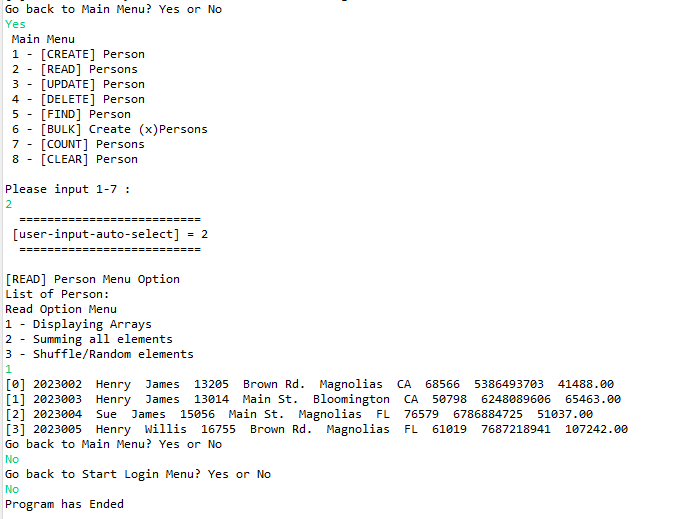 Go back to Main Menu? Yes or No
Yes
Main Menu
1 - [CREATE] Person
2 - [READ] Persons
3 - [UPDATE] Person
4 - [DELETE] Person
5 - [FIND] Person
6 - [BULK] Create (x)Persons
7 - [COUNT] Persons
8 - [CLEAR] Person
Please input 1-7 :
2
==========================
[user-input-auto-select] = 2
==========================
[READ] Person Menu Option
List of Person:
Read Option Menu
1 - Displaying Arrays
2 - Summing all elements
3 - Shuffle/Random elements
1
[0] 2023002  Henry  James  13205  Brown Rd.  Magnolias  CA  68566  5386493703  41488.00
[1] 2023003  Henry  James  13014  Main St.  Bloomington  CA  50798  6248089606  65463.00
[2] 2023004  Sue  James  15056  Main St.  Magnolias  FL  76579  6786884725  51037.00
[3] 2023005  Henry  Willis  16755  Brown Rd.  Magnolias  FL  61019  7687218941  107242.00
Go back to Main Menu? Yes or No
No
Go back to Start Login Menu? Yes or No
No
Program has Ended